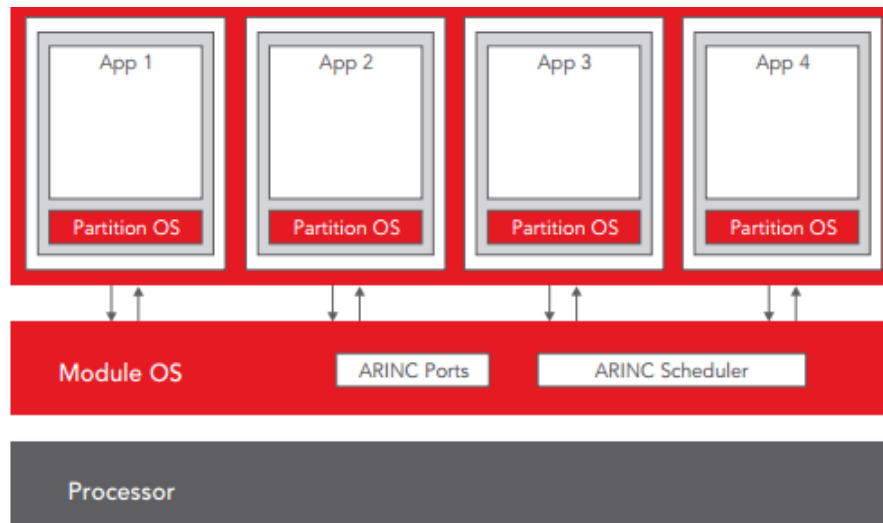 App 1
App 2
App 3
App 4
Partition OS
Partition OS
Partition OS
Partition OS
Module OS
ARINC Ports
ARINC Scheduler
Processor